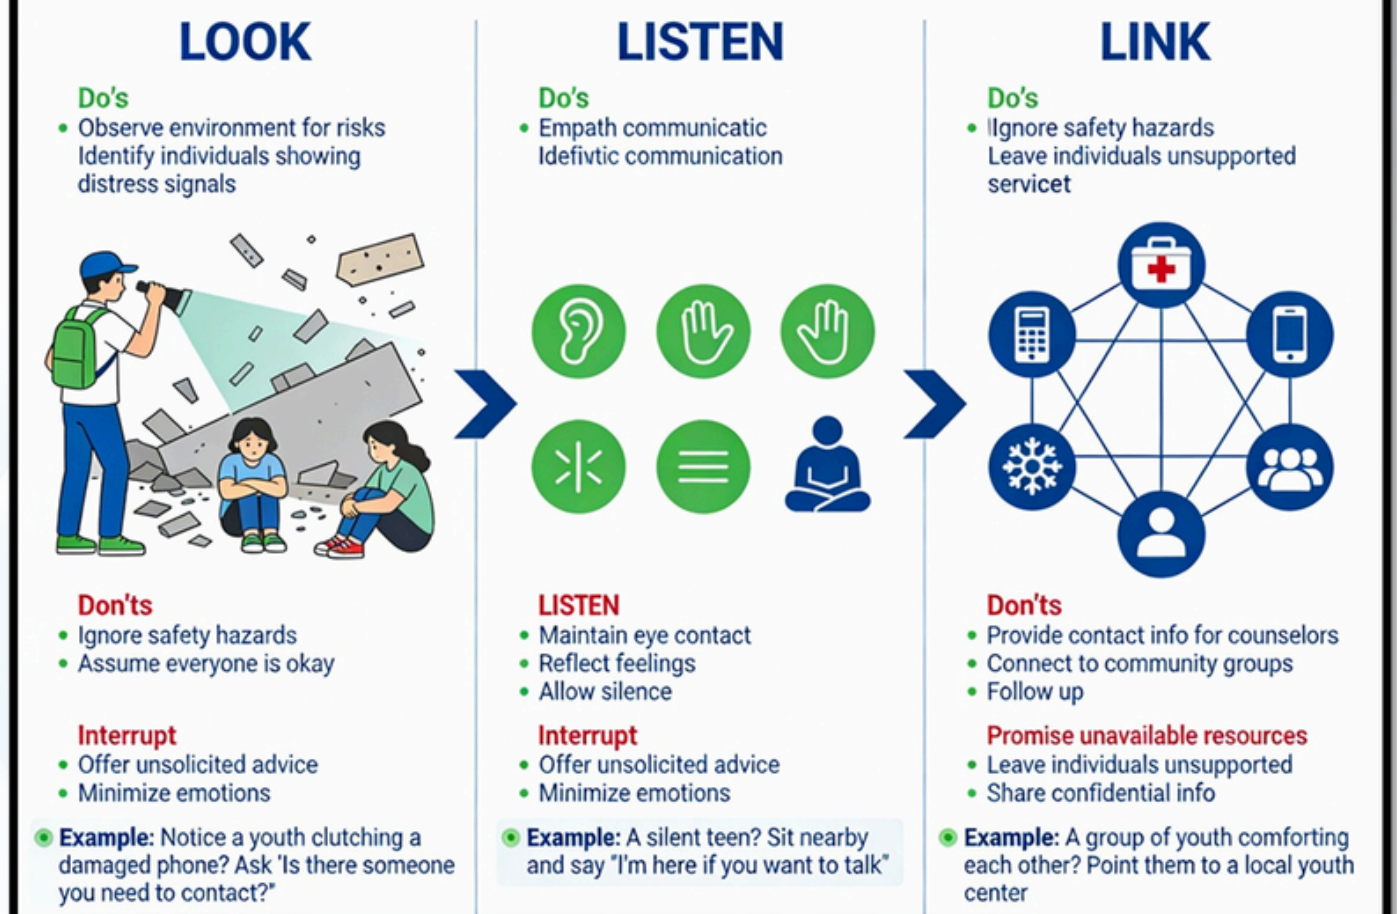 LOOK
Do's
Observe environment for risks
Identify individuals showing
distress signals
Don'ts
Ignore safety hazards
Assume everyone is okay
Interrupt
Offer unsolicited advice
Minimize emotions
Example: Notice a youth clutching a
damaged phone? Ask 'Is there someone
you need to contact?"
LISTEN
Do's
Empath communicatic
Idefivtic communication
LISTEN
Maintain eye contact
Reflect feelings
Allow silence
Interrupt
Offer unsolicited advice
Minimize emotions
Example: A silent teen? Sit nearby
and say "I'm here if you want to talk"
LINK
Do's
Ignore safety hazards
Leave individuals unsupported
servicet
Don'ts
Provide contact info for counselors
Connect to community groups
Follow up
Promise unavailable resources
Leave individuals unsupported
Share confidential info
Example: A group of youth comforting
each other? Point them to a local youth
center